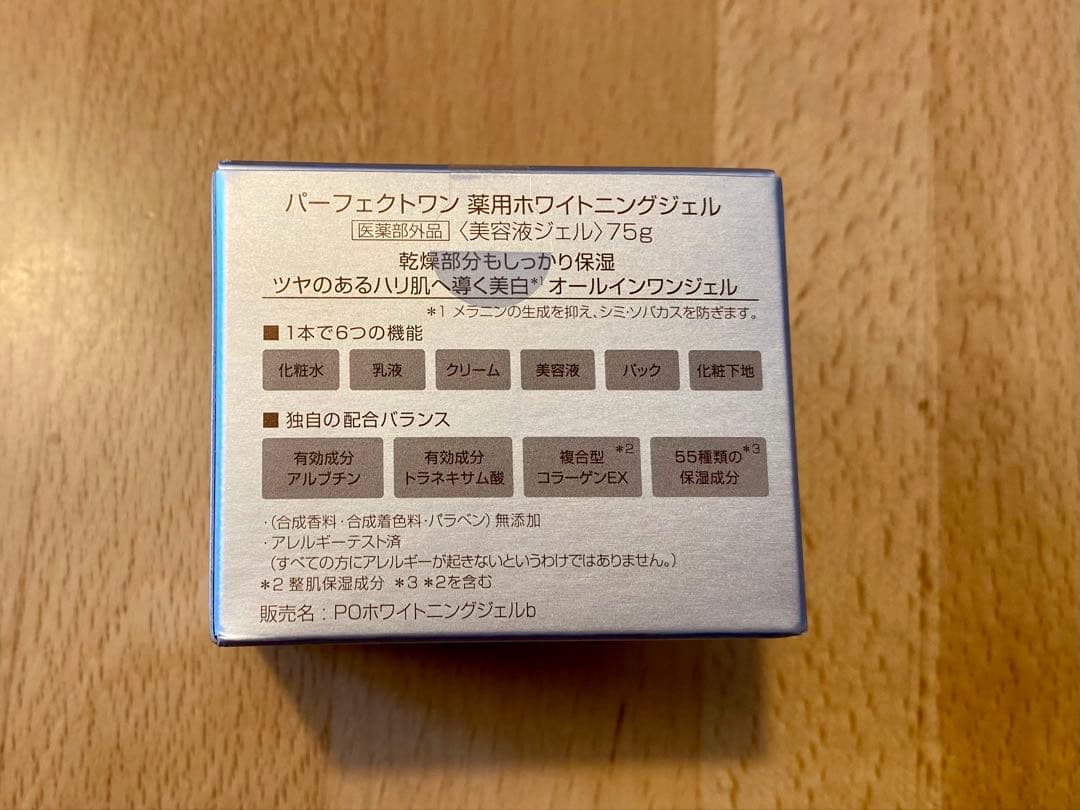 パーフェクトワン 薬用ホワイトニングジェル
医薬部外品〈美容液ジェル〉75g
乾燥部分もしっかり保湿
ツヤのあるハリ肌へ導く美白*1オールインワンジェル
*1 メラニンの生成を抑え、シミ・ソバカスを防ぎます。
■ 1本で6つの機能
化粧水 乳液 クリーム 美容液 パック 化粧下地
■ 独自の配合バランス
有効成分 有効成分 複合型*2 55種類の*3
アルブチン トラネキサム酸 コラーゲンEX 保湿成分
・(合成香料・合成着色料・パラベン)無添加
・アレルギーテスト済
(すべての方にアレルギーが起きないというわけではありません。)
*2 整肌保湿成分 *3 *2を含む
販売名:POホワイトニングジェルb